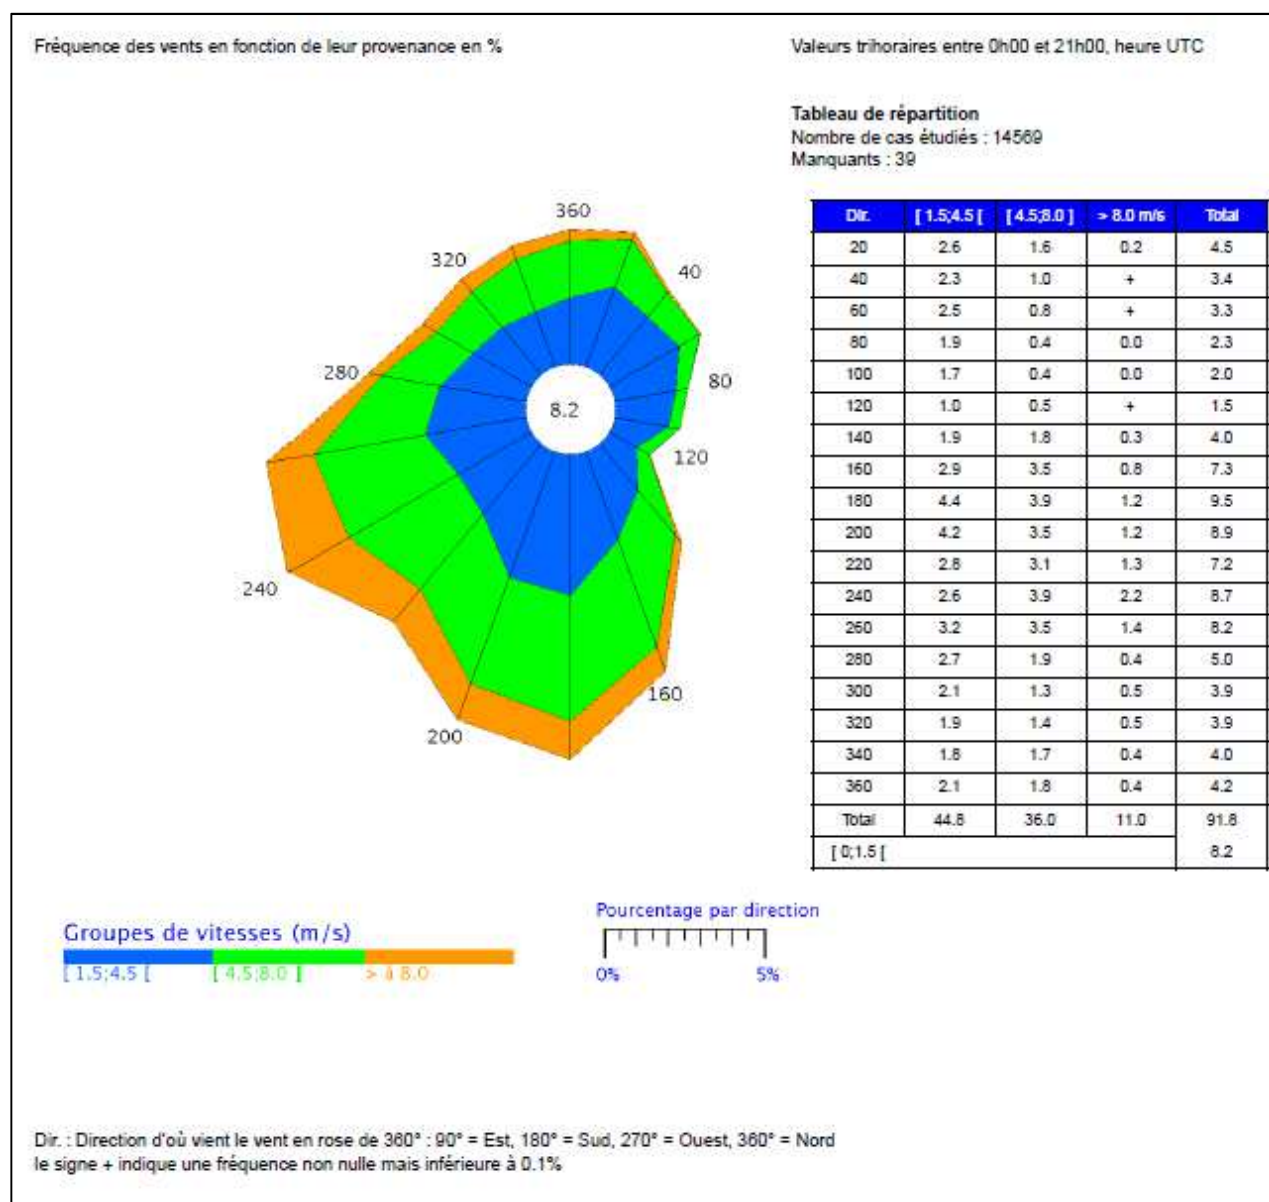 Fréquence des vents en fonction de leur provenance en %
Valeurs trihoraires entre 0h00 et 21h00, heure UTC
Tableau de répartition
Nombre de cas étudiés : 14569
Manquants : 39
360
320
40
280
80
8.2
120
240
160
200
Dir. [ 1.5;4.5 [ [ 4.5;8.0 ] > 8.0 m/s Total
20 2.6 1.6 0.2 4.5
40 2.3 1.0 + 3.4
60 2.5 0.8 + 3.3
80 1.9 0.4 0.0 2.3
100 1.7 0.4 0.0 2.0
120 1.0 0.5 + 1.5
140 1.9 1.8 0.3 4.0
160 2.9 3.5 0.8 7.3
180 4.4 3.9 1.2 9.5
200 4.2 3.5 1.2 8.9
220 2.8 3.1 1.3 7.2
240 2.6 3.9 2.2 8.7
260 3.2 3.5 1.4 8.2
280 2.7 1.9 0.4 5.0
300 2.1 1.3 0.5 3.9
320 1.9 1.4 0.5 3.9
340 1.8 1.7 0.4 4.0
360 2.1 1.8 0.4 4.2
Total 44.8 36.0 11.0 91.8
[ 0;1.5 [ 8.2
Groupes de vitesses (m/s)
[ 1.5;4.5 [ [ 4.5;8.0 ] > à 8.0
Pourcentage par direction
0% 5%
Dir. : Direction d'où vient le vent en rose de 360° : 90° = Est, 180° = Sud, 270° = Ouest, 360° = Nord
le signe + indique une fréquence non nulle mais inférieure à 0.1%